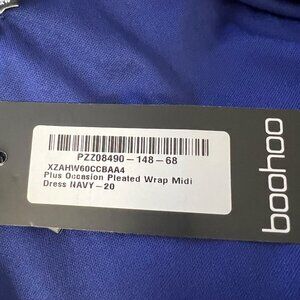 PZZ08490-148-68
XZAHW60CCBAA4
Plus Occasion Pleated Wrap Midi
Dress NAVY-20
boohoo